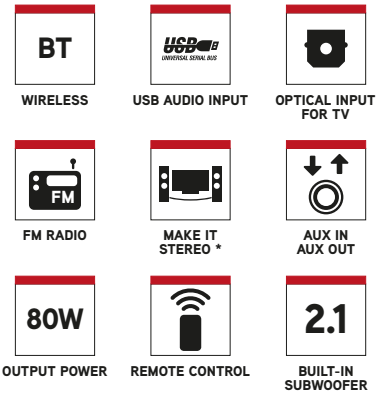 BT
WIRELESS
USB
UNIVERSAL SERIAL BUS
USB AUDIO INPUT
OPTICAL INPUT
FOR TV
FM
FM RADIO
MAKE IT
STEREO *
AUX IN
AUX OUT
80W
OUTPUT POWER
REMOTE CONTROL
2.1
BUILT-IN
SUBWOOFER